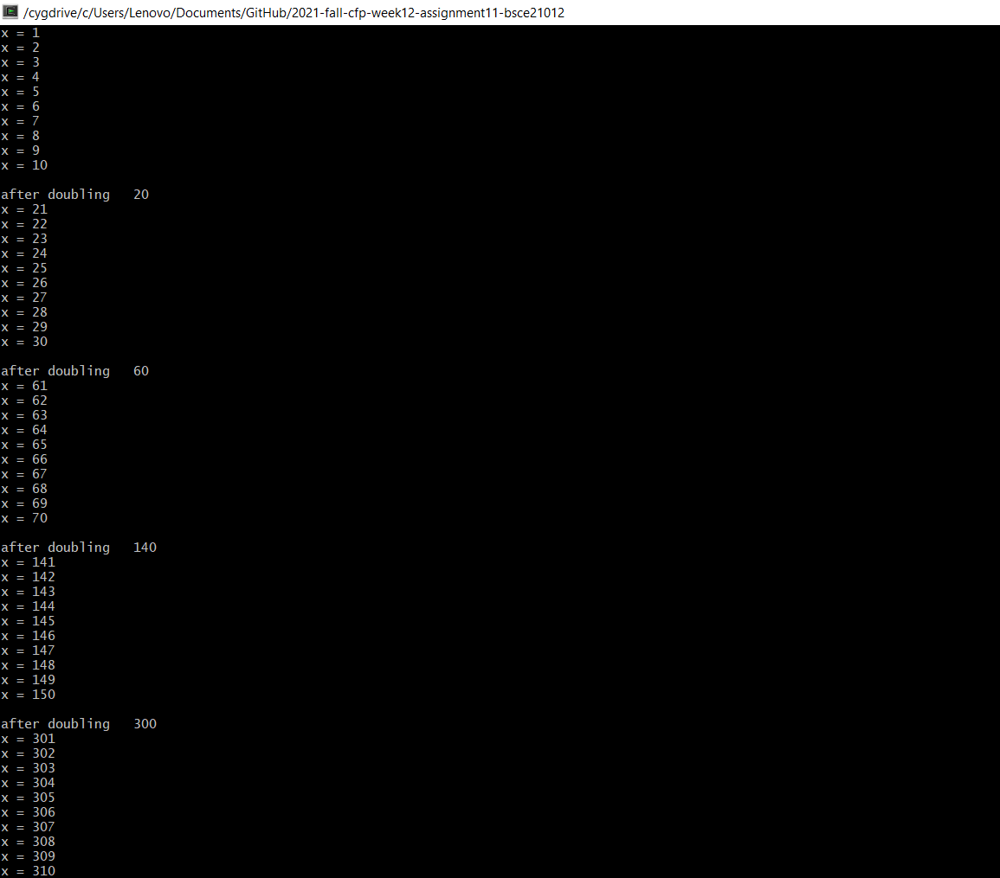 /cygdrive/c/Users/Lenovo/Documents/GitHub/2021-fall-cfp-week12-assignment11-bsce21012
x = 1
x = 2
x = 3
x = 4
x = 5
x = 6
x = 7
x = 8
x = 9
x = 10
after doubling   20
x = 21
x = 22
x = 23
x = 24
x = 25
x = 26
x = 27
x = 28
x = 29
x = 30
after doubling   60
x = 61
x = 62
x = 63
x = 64
x = 65
x = 66
x = 67
x = 68
x = 69
x = 70
after doubling   140
x = 141
x = 142
x = 143
x = 144
x = 145
x = 146
x = 147
x = 148
x = 149
x = 150
after doubling   300
x = 301
x = 302
x = 303
x = 304
x = 305
x = 306
x = 307
x = 308
x = 309
x = 310